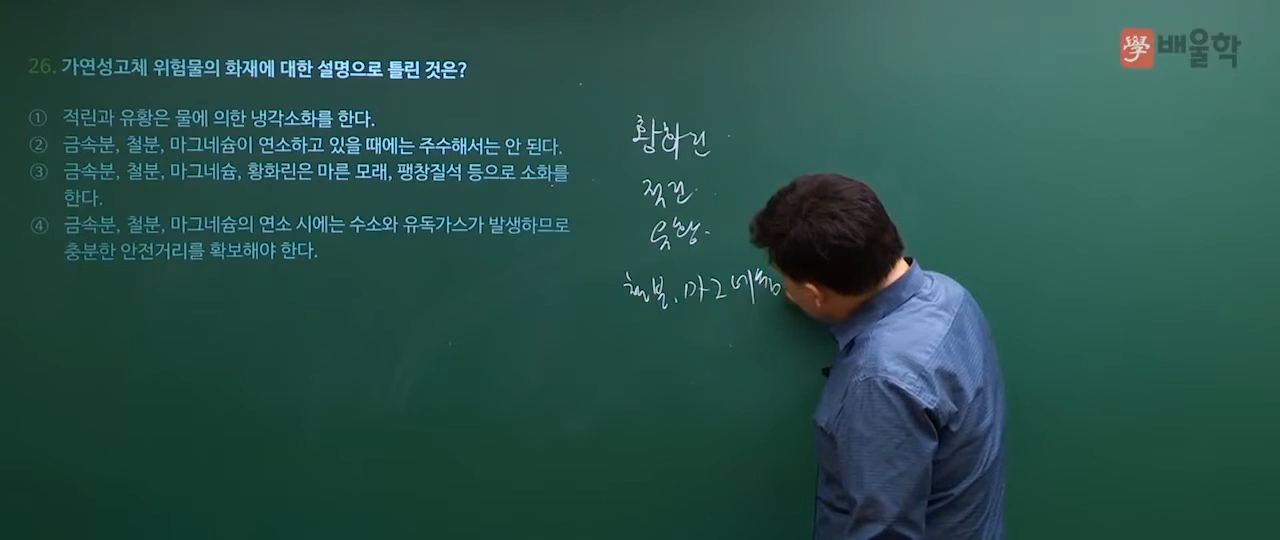 學 배울학
26. 가연성고체 위험물의 화재에 대한 설명으로 틀린 것은?
① 적린과 유황은 물에 의한 냉각소화를 한다.
② 금속분, 철분, 마그네슘이 연소하고 있을 때에는 주수해서는 안 된다.
③ 금속분, 철분, 마그네슘, 황화린은 마른 모래, 팽창질석 등으로 소화를
한다.
④ 금속분, 철분, 마그네슘의 연소 시에는 수소와 유독가스가 발생하므로
충분한 안전거리를 확보해야 한다.
황화린
적린
유황
철분, 마그네슘